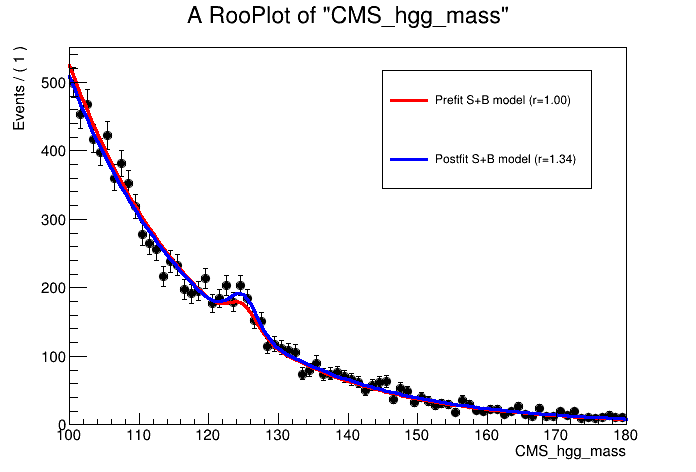 A RooPlot of "CMS_hgg_mass"
Events / ( 1 )
500
400
300
200
100
0
Prefit S+B model (r=1.00)
Postfit S+B model (r=1.34)
100 110 120 130 140 150 160 170 180
CMS_hgg_mass